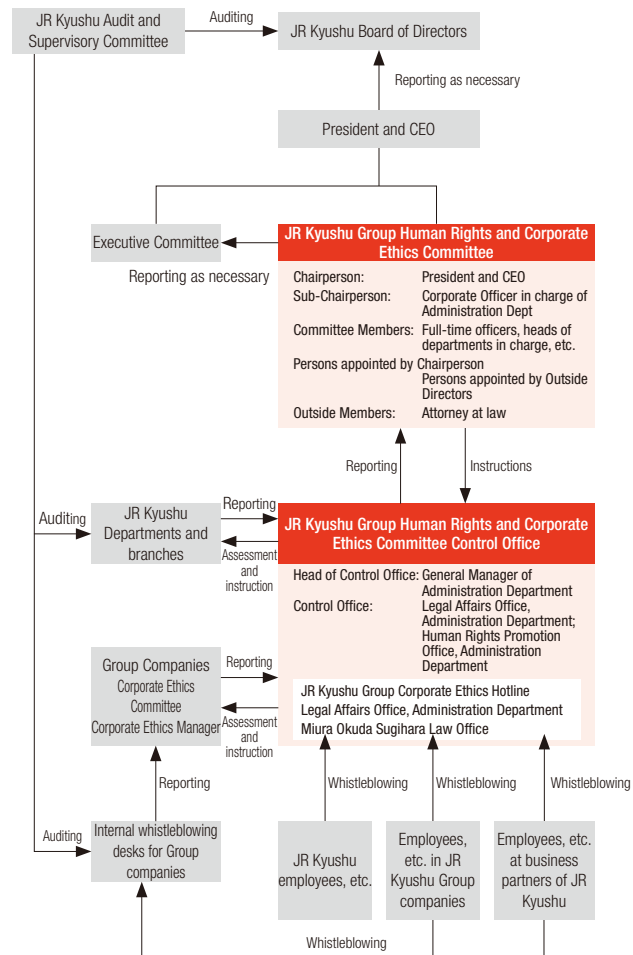 JR Kyushu Audit and
Supervisory Committee
Auditing
JR Kyushu Board of Directors
Reporting as necessary
President and CEO
Executive Committee
Reporting as necessary
JR Kyushu Group Human Rights and Corporate
Ethics Committee
Chairperson: President and CEO
Sub-Chairperson: Corporate Officer in charge of
Administration Dept
Committee Members: Full-time officers, heads of
departments in charge, etc.
Persons appointed by Chairperson
Persons appointed by Outside
Directors
Outside Members: Attorney at law
Reporting
Instructions
Auditing
JR Kyushu
Departments and
branches
Reporting
Assessment
and
instruction
JR Kyushu Group Human Rights and Corporate
Ethics Committee Control Office
Head of Control Office: General Manager of
Administration Department
Control Office: Legal Affairs Office,
Administration Department;
Human Rights Promotion
Office, Administration
Department
JR Kyushu Group Corporate Ethics Hotline
Legal Affairs Office, Administration Department
Miura Okuda Sugihara Law Office
Group Companies
Corporate Ethics
Committee
Corporate Ethics Manager
Reporting
Assessment
and
instruction
Reporting
Whistleblowing
Whistleblowing
Whistleblowing
Auditing
Internal whistleblowing
desks for Group
companies
JR Kyushu
employees, etc.
Employees,
etc. in JR
Kyushu Group
companies
Employees, etc.
at business
partners of JR
Kyushu
Whistleblowing